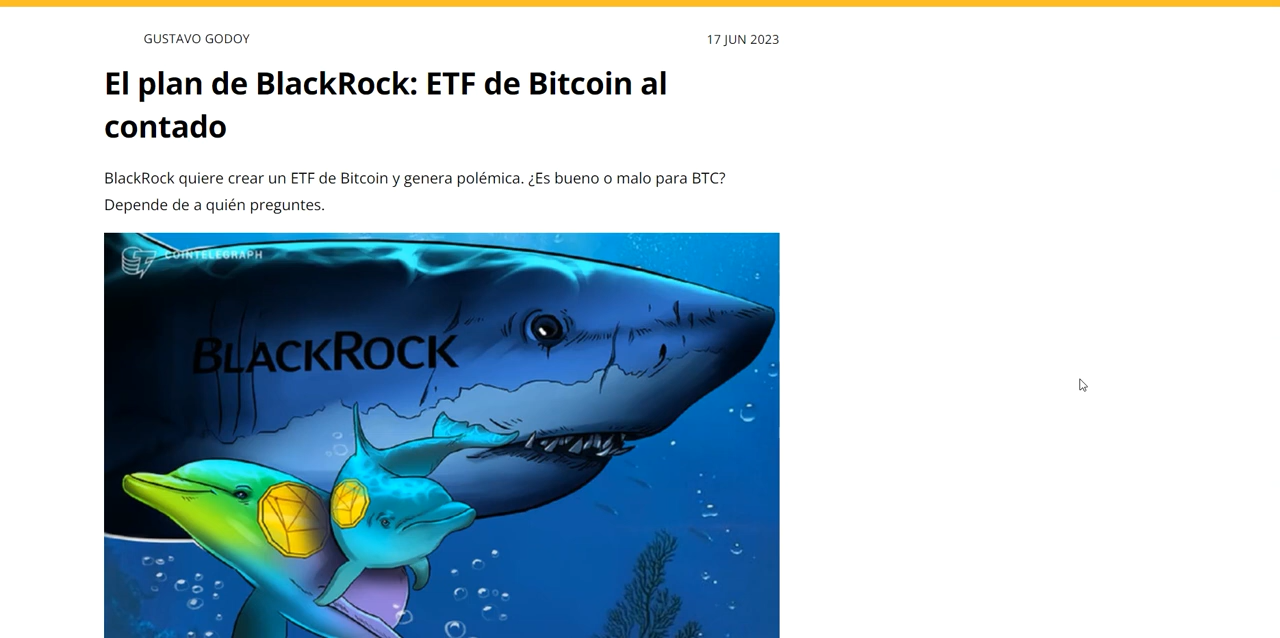 GUSTAVO GODOY
17 JUN 2023
El plan de BlackRock: ETF de Bitcoin al
contado
BlackRock quiere crear un ETF de Bitcoin y genera polémica. ¿Es bueno o malo para BTC?
Depende de a quién preguntes.
COINTELEGRAPH
BLACKROCK